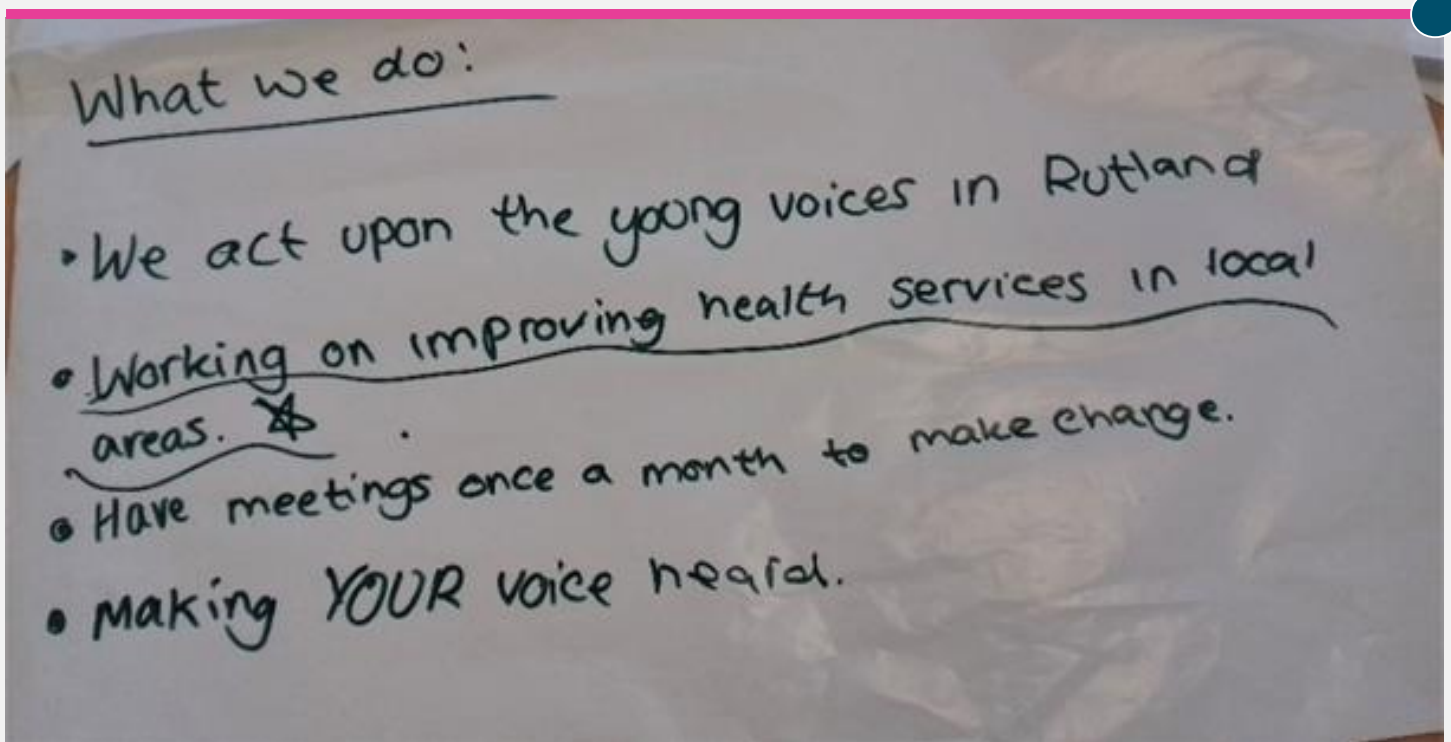 What we do:
• We act upon the young voices in Rutland
• Working on improving health services in local
areas. ☆ .
• Have meetings once a month to make change.
• Making YOUR voice heard.